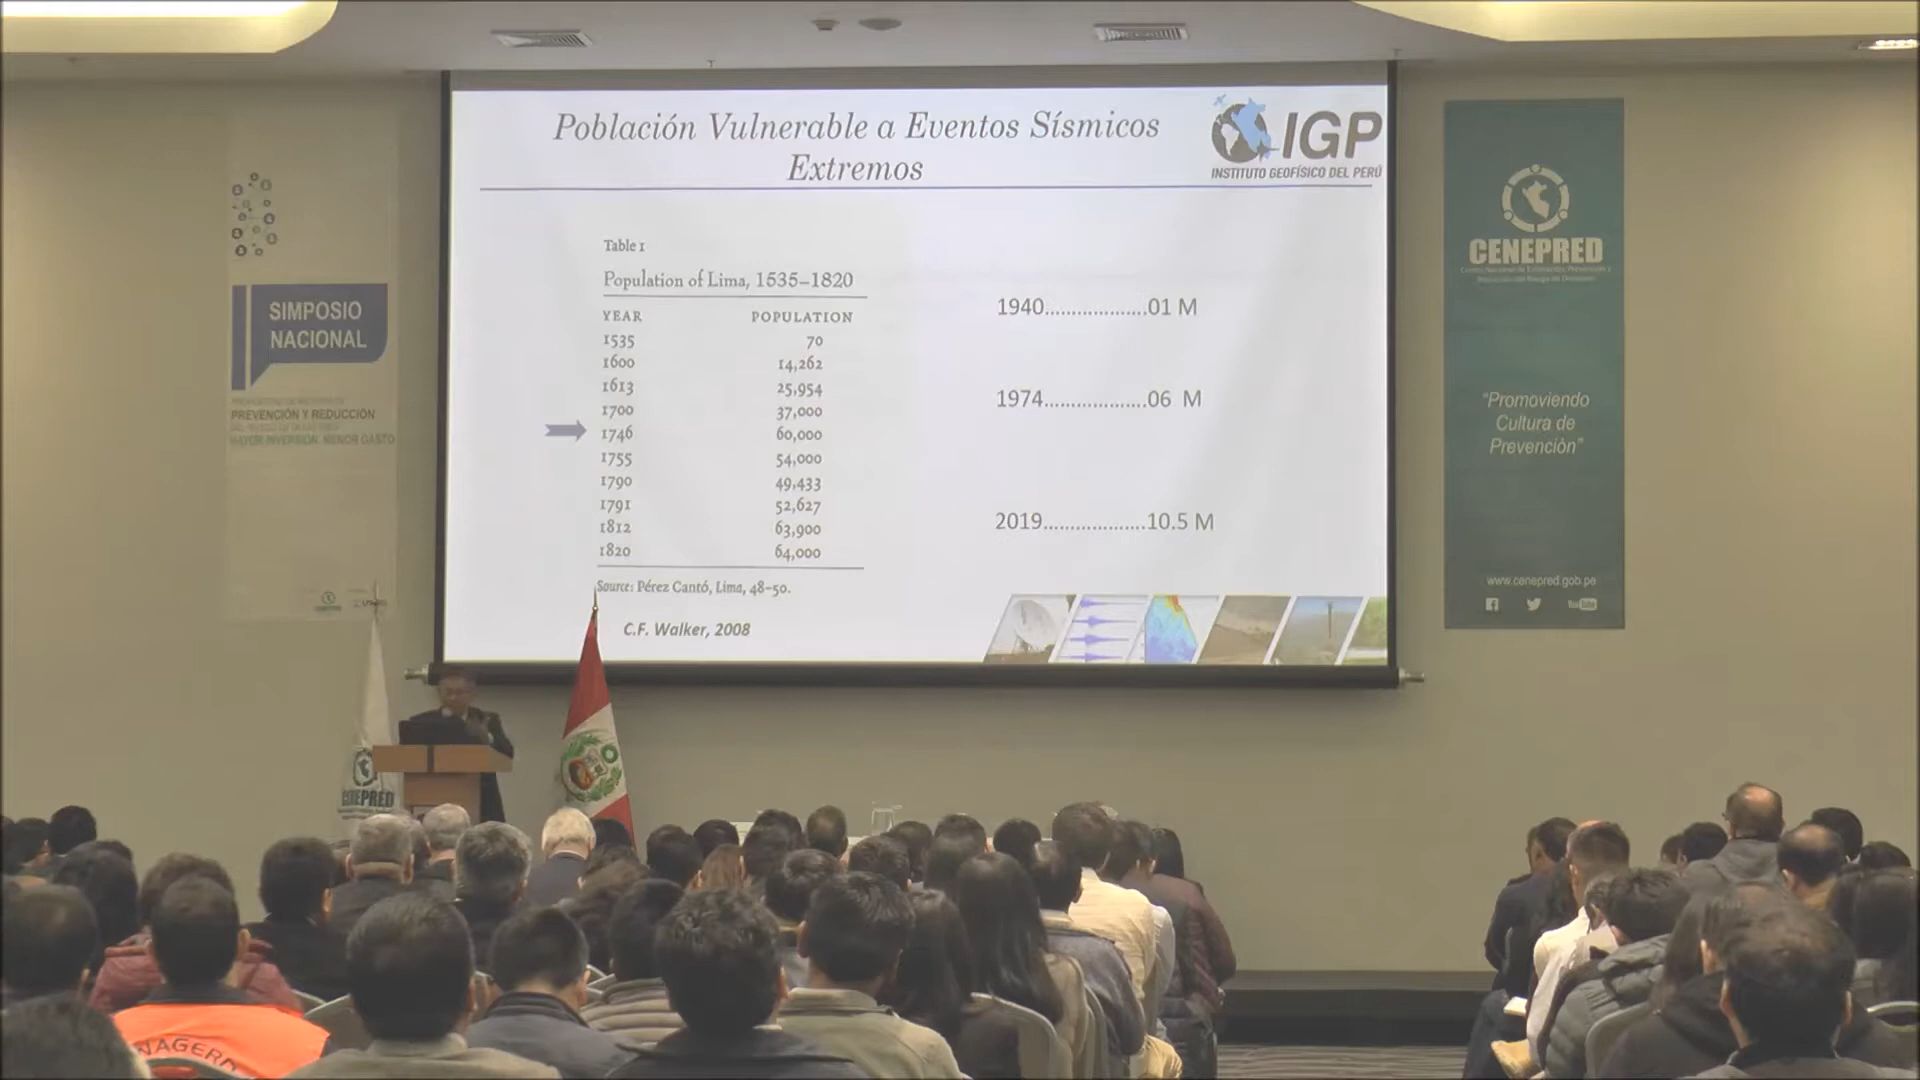 Población Vulnerable a Eventos Sísmicos
Extremos
IGP
INSTITUTO GEOFÍSICO DEL PERÚ
Table 1
Population of Lima, 1535–1820
YEAR POPULATION
1535 70
1600 14,262
1613 25,954
1700 37,000
1746 60,000
1755 54,000
1790 49,433
1791 52,627
1812 63,900
1820 64,000
Source: Pérez Cantó, Lima, 48–50.
C.F. Walker, 2008
1940..................01 M
1974..................06 M
2019..................10.5 M
SIMPOSIO
NACIONAL
PREVENCIÓN Y REDUCCIÓN
MAYOR INVERSIÓN, MENOR GASTO
CENEPRED
"Promoviendo
Cultura de
Prevención"
www.cenepred.gob.pe
YouTube
CENEPRED
NAGERD